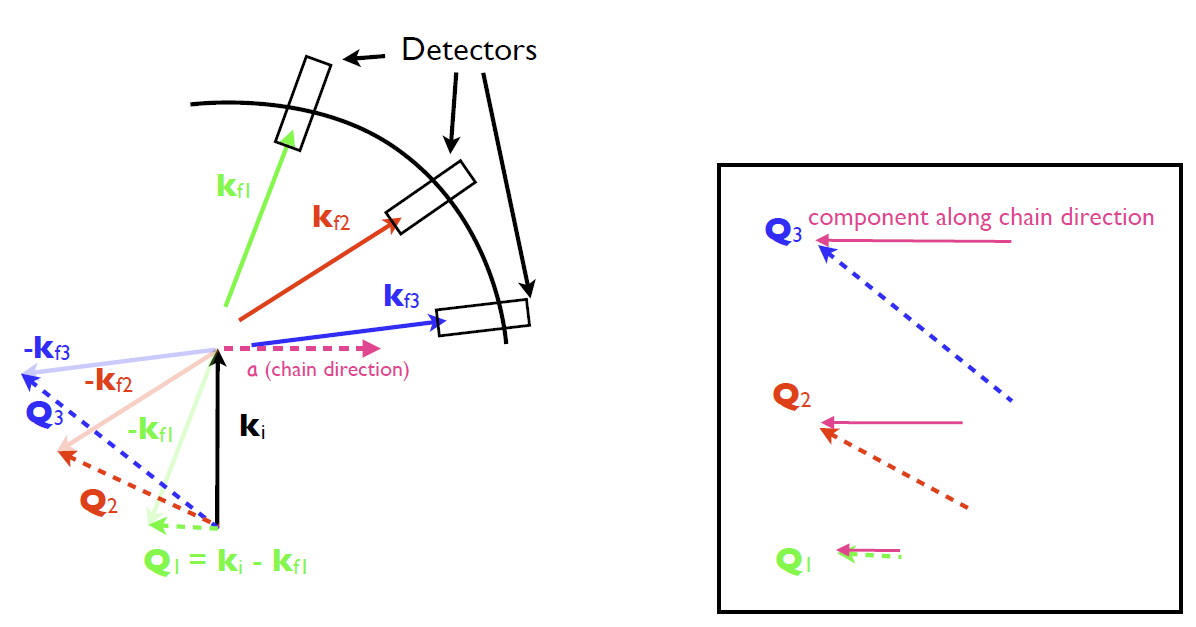 Detectors
kf1
kf2
kf3
a (chain direction)
-kf3
-kf2
Q3
-kf1
ki
Q2
Q1 = ki - kf1
component along chain direction
Q3
Q2
Q1